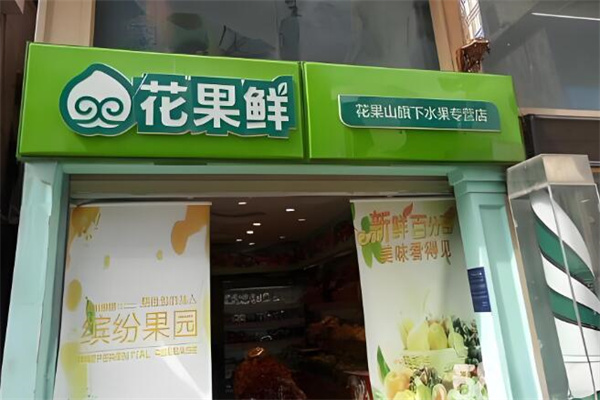 花果鲜
花果山旗下水果专营店
缤纷果园
新鲜百分百
美味看得见